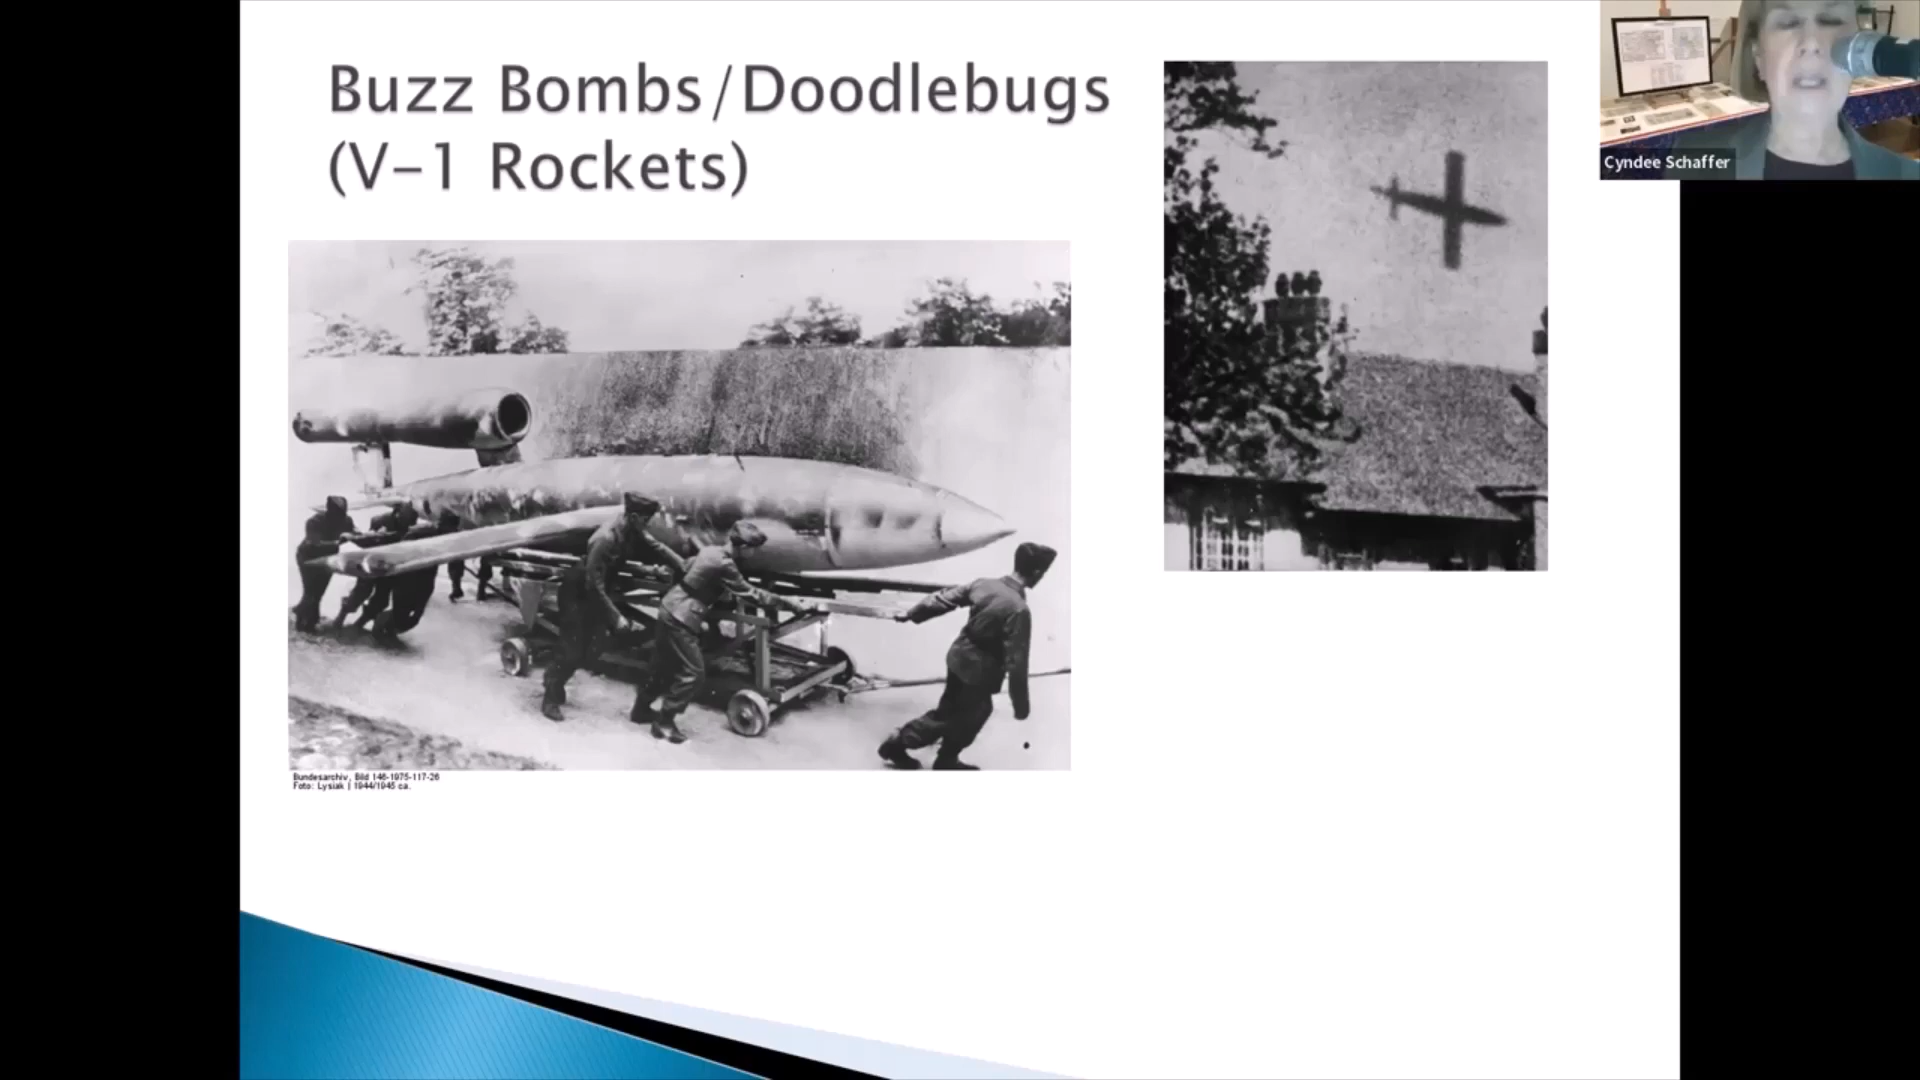 Buzz Bombs/Doodlebugs
(V-1 Rockets)
Cyndee Schaffer
Bundesarchiv, Bild 146-1975-117-26
Foto: Lysiak | 1944/1945 ca.